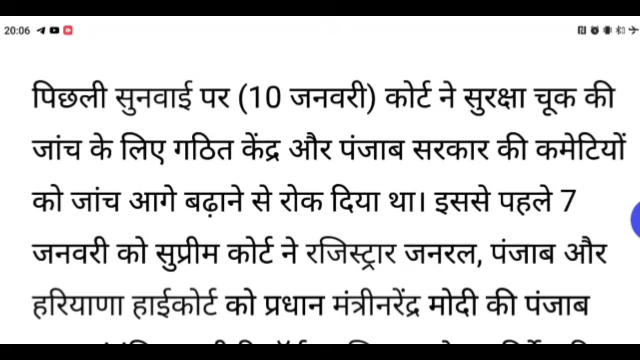 20:06
पिछली सुनवाई पर (10 जनवरी) कोर्ट ने सुरक्षा चूक की
जांच के लिए गठित केंद्र और पंजाब सरकार की कमेटियों
को जांच आगे बढ़ाने से रोक दिया था। इससे पहले 7
जनवरी को सुप्रीम कोर्ट ने रजिस्ट्रार जनरल, पंजाब और
हरियाणा हाईकोर्ट को प्रधान मंत्रीनरेंद्र मोदी की पंजाब